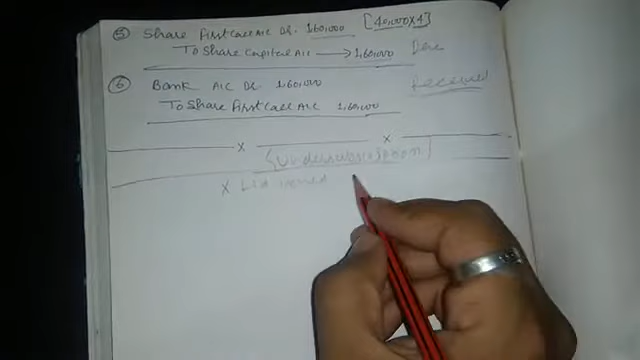 ⑤ Share First Call A/c Dr. 1,60,000 [40,000×4]
To Share Capital A/c → 1,60,000 Due
⑥ Bank A/c Dr. 1,60,000 Received
To Share First Call A/c 1,60,000
x x
{Undersubscription}
X Ltd issued